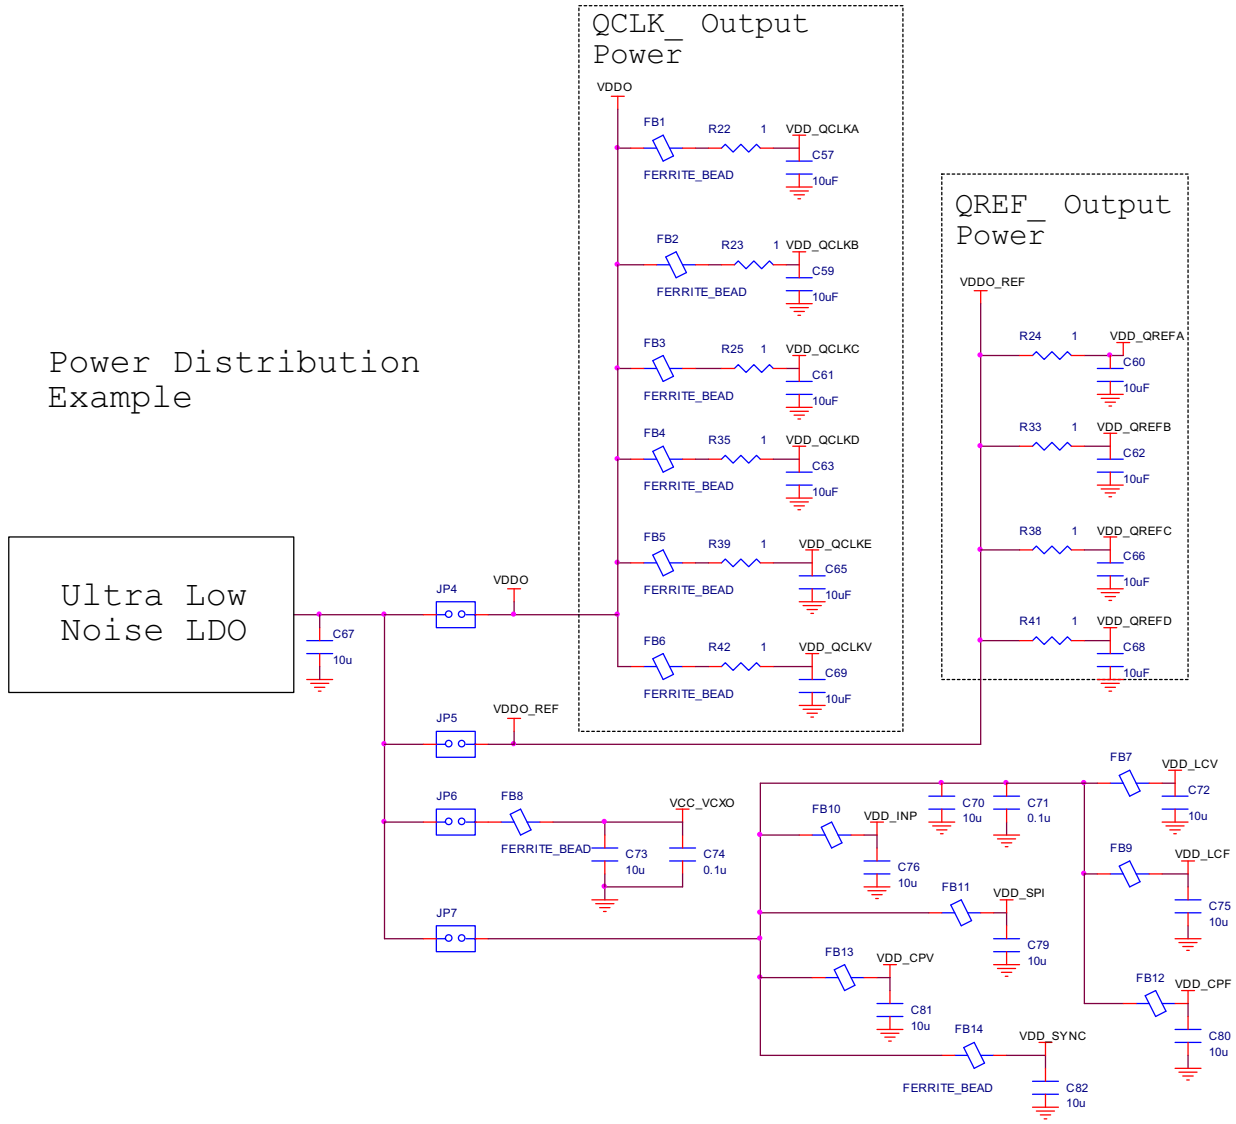 QCLK_ Output
Power
VDDO
FB1
R22
1
VDD_QCLKA
C57
FERRITE_BEAD
10uF
FB2
R23
1
VDD_QCLKB
C59
FERRITE_BEAD
10uF
FB3
R25
1
VDD_QCLKC
C61
FERRITE_BEAD
10uF
FB4
R35
1
VDD_QCLKD
C63
FERRITE_BEAD
10uF
FB5
R39
1
VDD_QCLKE
C65
FERRITE_BEAD
10uF
FB6
R42
1
VDD_QCLKV
C69
FERRITE_BEAD
10uF
QREF_ Output
Power
VDDO_REF
R24
1
VDD_QREFA
C60
10uF
R33
1
VDD_QREFB
C62
10uF
R38
1
VDD_QREFC
C66
10uF
R41
1
VDD_QREFD
C68
10uF
Power Distribution
Example
Ultra Low
Noise LDO
C67
10u
JP4
VDDO
JP5
VDDO_REF
JP6
FB8
FERRITE_BEAD
VCC_VCXO
C73
10u
C74
0.1u
JP7
FB10
VDD_INP
C76
10u
C70
10u
C71
0.1u
FB7
VDD_LCV
C72
10u
FB9
VDD_LCF
C75
10u
FB11
VDD_SPI
C79
10u
FB13
VDD_CPV
C81
10u
FB12
VDD_CPF
C80
10u
FB14
FERRITE_BEAD
VDD_SYNC
C82
10u